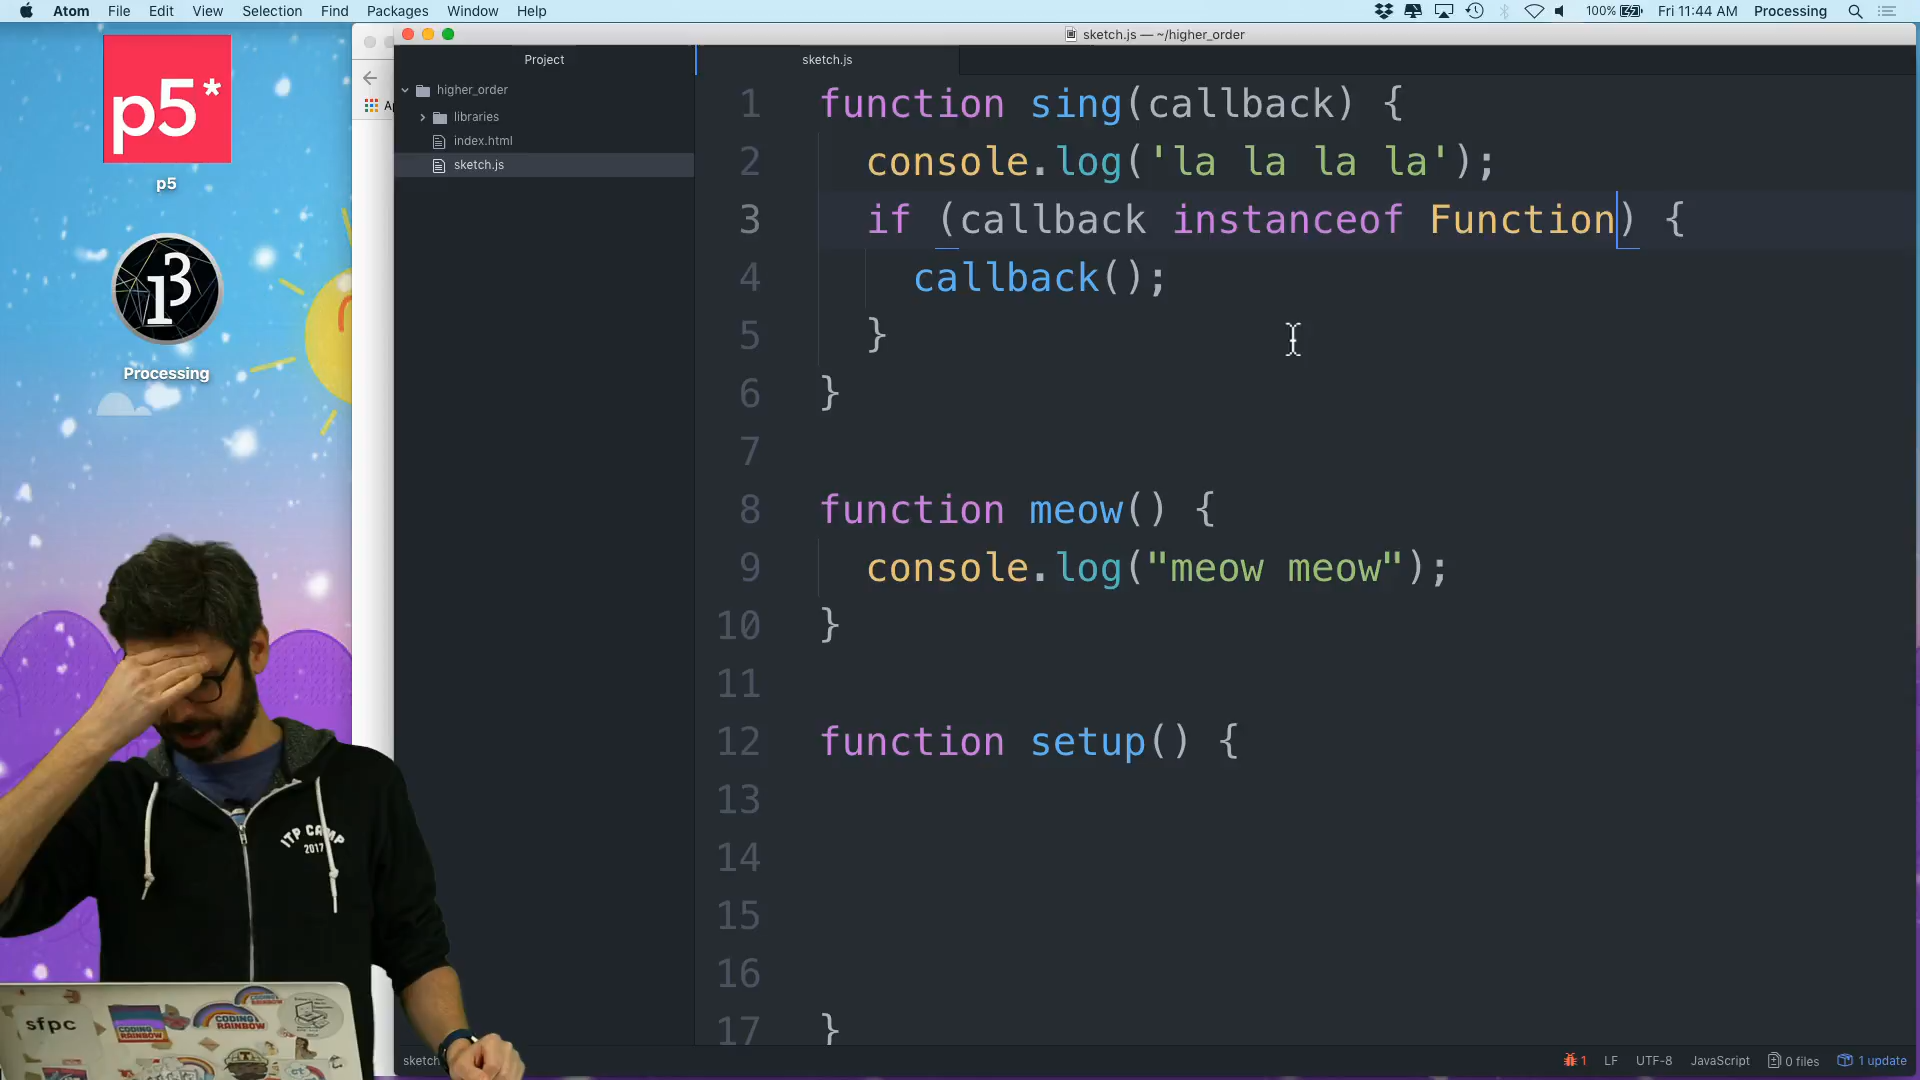 Atom File Edit View Selection Find Packages Window Help
100% Fri 11:44 AM Processing
sketch.js — ~/higher_order
p5*
p5
Processing
Project
higher_order
libraries
index.html
sketch.js
sketch.js
1 function sing(callback) {
2 console.log('la la la la');
3 if (callback instanceof Function) {
4 callback();
5 }
6 }
7
8 function meow() {
9 console.log("meow meow");
10 }
11
12 function setup() {
13
14
15
16
17 }
ITP CAMP
2017
sfpc
CODING RAINBOW
CODING RAINBOW
sketch
1 LF UTF-8 JavaScript 0 files 1 update